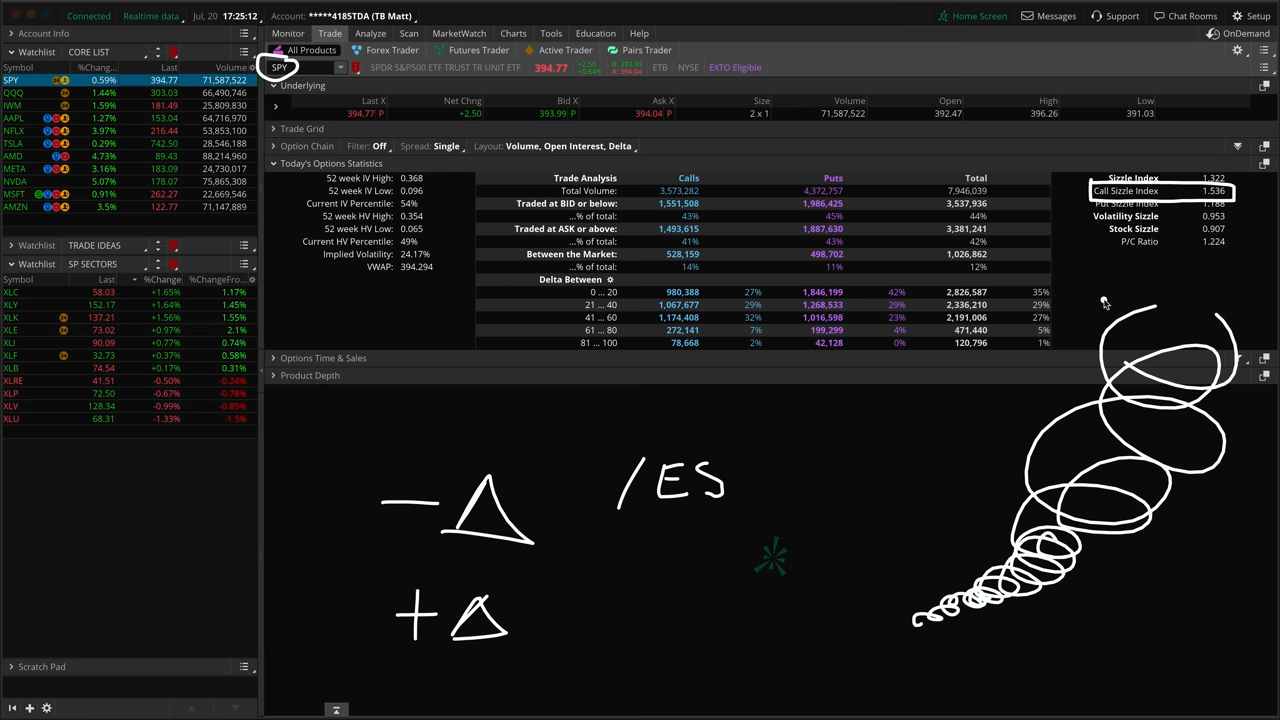 Connected Realtime data Jul, 20 17:25:12 Account: *****4185TDA (TB Matt) Home Screen Messages Support Chat Rooms Setup
Account Info
Monitor Trade Analyze Scan MarketWatch Charts Tools Education Help OnDemand
Watchlist CORE LIST
All Products Forex Trader Futures Trader Active Trader Pairs Trader
Symbol %Chang... Last Volume
SPY SPDR S&P500 ETF TRUST TR UNIT ETF 394.77 +2.50 +0.64% B: 393.99 A: 394.04 ETB NYSE EXTO Eligible
SPY 0.59% 394.77 71,587,522
QQQ 1.44% 303.03 66,490,746
IWM 1.59% 181.49 25,809,830
AAPL 1.27% 153.04 64,716,970
NFLX 3.97% 216.44 53,853,100
TSLA 0.29% 742.50 28,546,188
AMD 4.73% 89.43 88,214,960
META 3.16% 183.09 24,730,017
NVDA 5.07% 178.07 75,865,308
MSFT 0.91% 262.27 22,669,546
AMZN 3.5% 122.77 71,147,889
Watchlist TRADE IDEAS
Watchlist SP SECTORS
Symbol Last %Change %ChangeFro...
XLC 58.03 +1.65% 1.17%
XLY 152.17 +1.64% 1.45%
XLK 137.21 +1.56% 1.55%
XLE 73.02 +0.97% 2.1%
XLI 90.09 +0.77% 0.74%
XLF 32.73 +0.37% 0.58%
XLB 74.54 +0.17% 0.31%
XLRE 41.51 -0.50% -0.24%
XLP 72.50 -0.67% -0.78%
XLV 128.34 -0.99% -0.85%
XLU 68.31 -1.33% -1.5%
Scratch Pad
Underlying
Last X Net Chng Bid X Ask X Size Volume Open High Low
394.77 P +2.50 393.99 P 394.04 P 2 x 1 71,587,522 392.47 396.26 391.03
Trade Grid
Option Chain Filter: Off Spread: Single Layout: Volume, Open Interest, Delta
Today's Options Statistics
52 week IV High: 0.368 Trade Analysis Calls Puts Total Sizzle Index 1.322
52 week IV Low: 0.096 Total Volume: 3,573,282 4,372,757 7,946,039 Call Sizzle Index 1.536
Current IV Percentile: 54% Traded at BID or below: 1,551,508 1,986,425 3,537,936 Put Sizzle Index 1.188
52 week HV High: 0.354 ...% of total: 43% 45% 44% Volatility Sizzle 0.953
52 week HV Low: 0.065 Traded at ASK or above: 1,493,615 1,887,630 3,381,241 Stock Sizzle 0.907
Current HV Percentile: 49% ...% of total: 41% 43% 42% P/C Ratio 1.224
Implied Volatility: 24.17% Between the Market: 528,159 498,702 1,026,862
VWAP: 394.294 ...% of total: 14% 11% 12%
Delta Between
0 ... 20 980,388 27% 1,846,199 42% 2,826,587 35%
21 ... 40 1,067,677 29% 1,268,533 29% 2,336,210 29%
41 ... 60 1,174,408 32% 1,016,598 23% 2,191,006 27%
61 ... 80 272,141 7% 199,299 4% 471,440 5%
81 ... 100 78,668 2% 42,128 0% 120,796 1%
Options Time & Sales
Product Depth
- Δ /ES
+ Δ